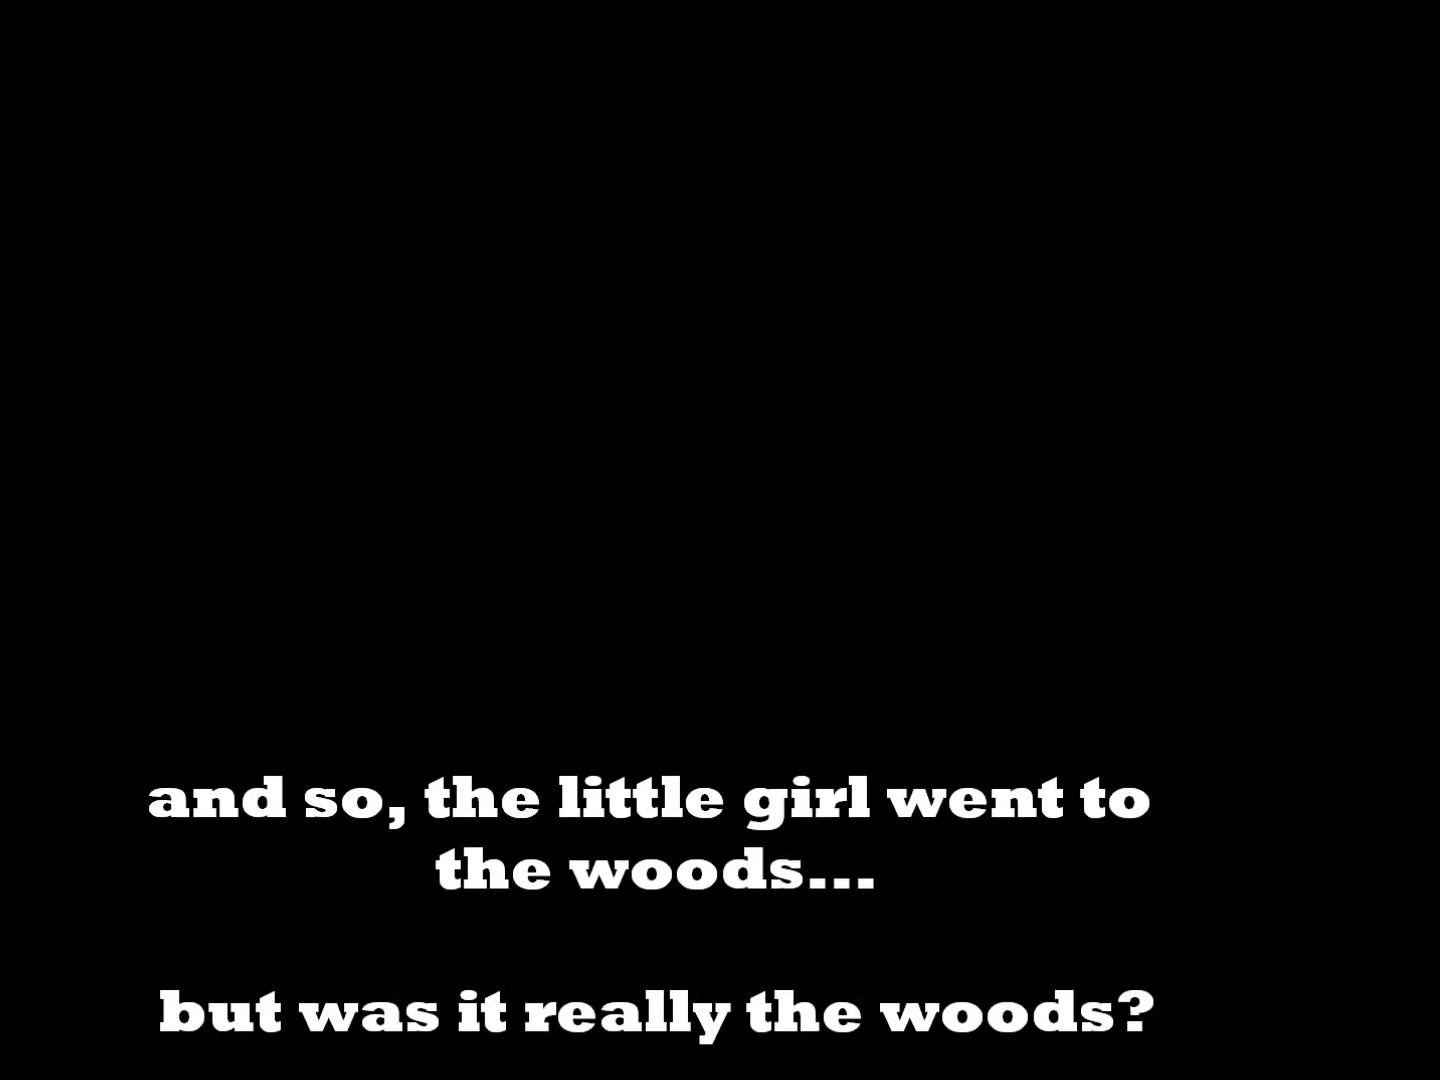 and so, the little girl went to
the woods...
but was it really the woods?